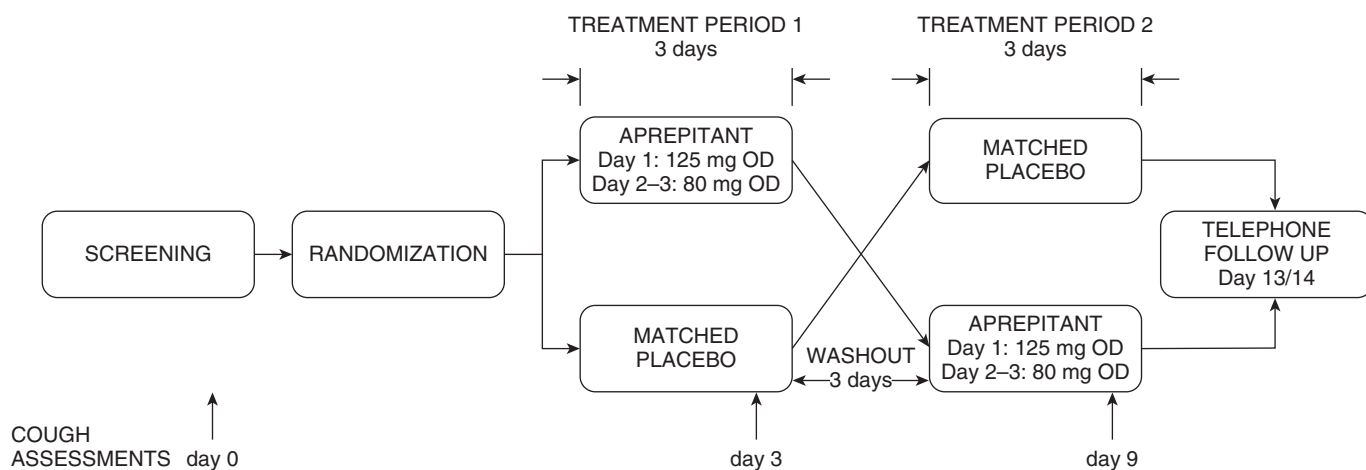 TREATMENT PERIOD 1
3 days
TREATMENT PERIOD 2
3 days
APREPITANT
Day 1: 125 mg OD
Day 2–3: 80 mg OD
MATCHED
PLACEBO
SCREENING
RANDOMIZATION
TELEPHONE
FOLLOW UP
Day 13/14
MATCHED
PLACEBO
WASHOUT
3 days
APREPITANT
Day 1: 125 mg OD
Day 2–3: 80 mg OD
COUGH
ASSESSMENTS
day 0
day 3
day 9